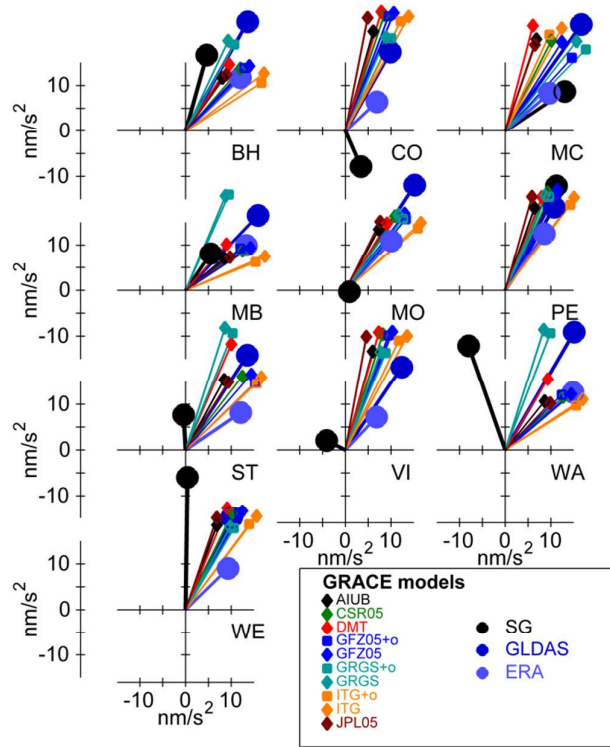 10
0
-10
nm/s²
BH
CO
MC
10
0
-10
nm/s²
MB
MO
PE
10
0
-10
nm/s²
ST
VI
WA
10
0
-10
nm/s²
WE
-10 0 10
nm/s²
-10 0 10
nm/s²
-10 0 10
nm/s²
GRACE models
AIUB
CSR05
DMT
GFZ05+o
GFZ05
GRGS+o
GRGS
ITG+o
ITG
JPL05
SG
GLDAS
ERA